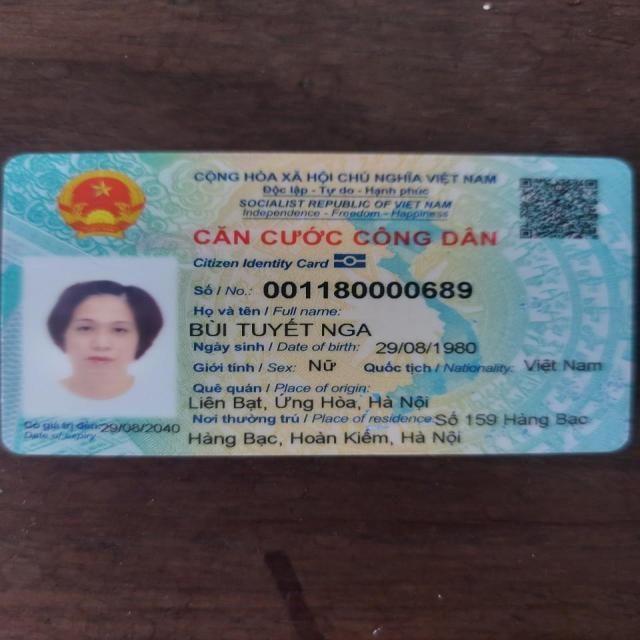 CỘNG HÒA XÃ HỘI CHỦ NGHĨA VIỆT NAM
Độc lập - Tự do - Hạnh phúc
SOCIALIST REPUBLIC OF VIET NAM
Independence - Freedom - Happiness
CĂN CƯỚC CÔNG DÂN
Citizen Identity Card
Số / No.: 001180000689
Họ và tên / Full name:
BÙI TUYẾT NGA
Ngày sinh / Date of birth: 29/08/1980
Giới tính / Sex: Nữ Quốc tịch / Nationality: Việt Nam
Quê quán / Place of origin:
Liên Bạt, Ứng Hòa, Hà Nội
Nơi thường trú / Place of residence: Số 159 Hàng Bạc
Hàng Bạc, Hoàn Kiếm, Hà Nội
Có giá trị đến: 29/08/2040
Date of expiry